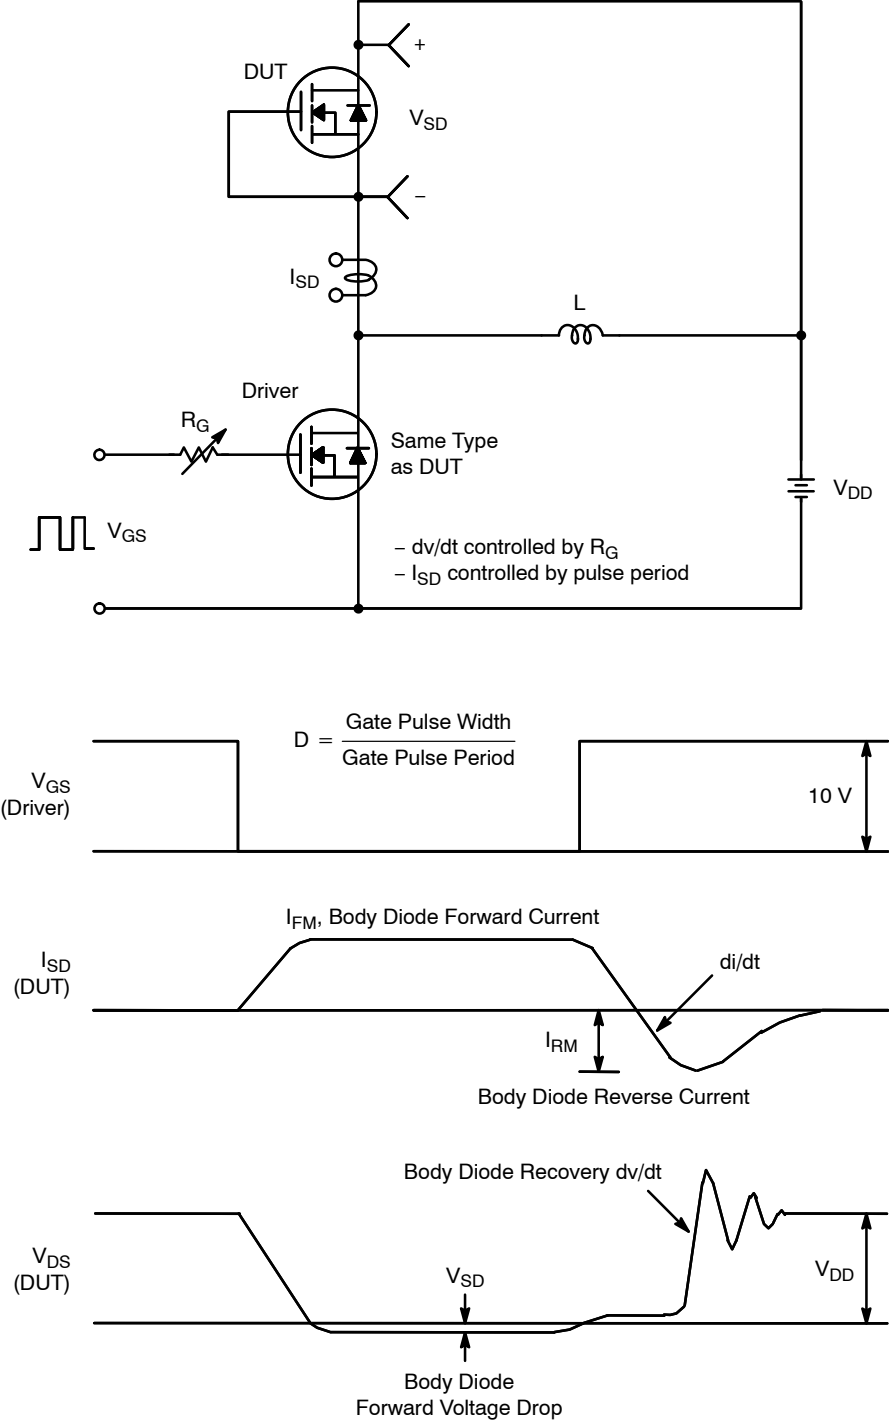 +
DUT
V_SD
−
I_SD
L
Driver
R_G
Same Type
as DUT
V_DD
V_GS
− dv/dt controlled by R_G
− I_SD controlled by pulse period
D = Gate Pulse Width
Gate Pulse Period
V_GS
(Driver)
10 V
I_FM, Body Diode Forward Current
I_SD
(DUT)
di/dt
I_RM
Body Diode Reverse Current
Body Diode Recovery dv/dt
V_DS
(DUT)
V_SD
V_DD
Body Diode
Forward Voltage Drop